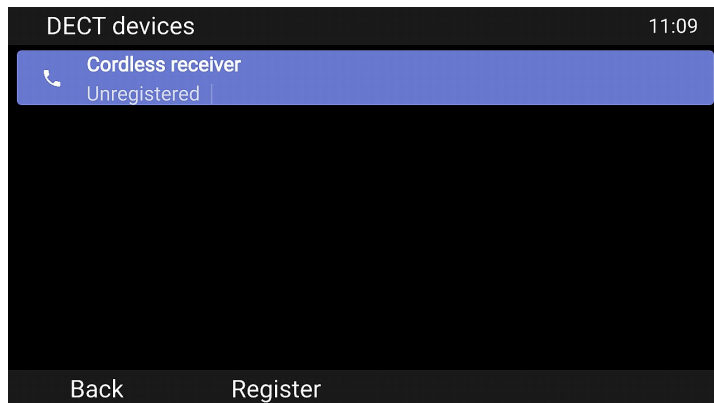 DECT devices 11:09
Cordless receiver
Unregistered
Back Register